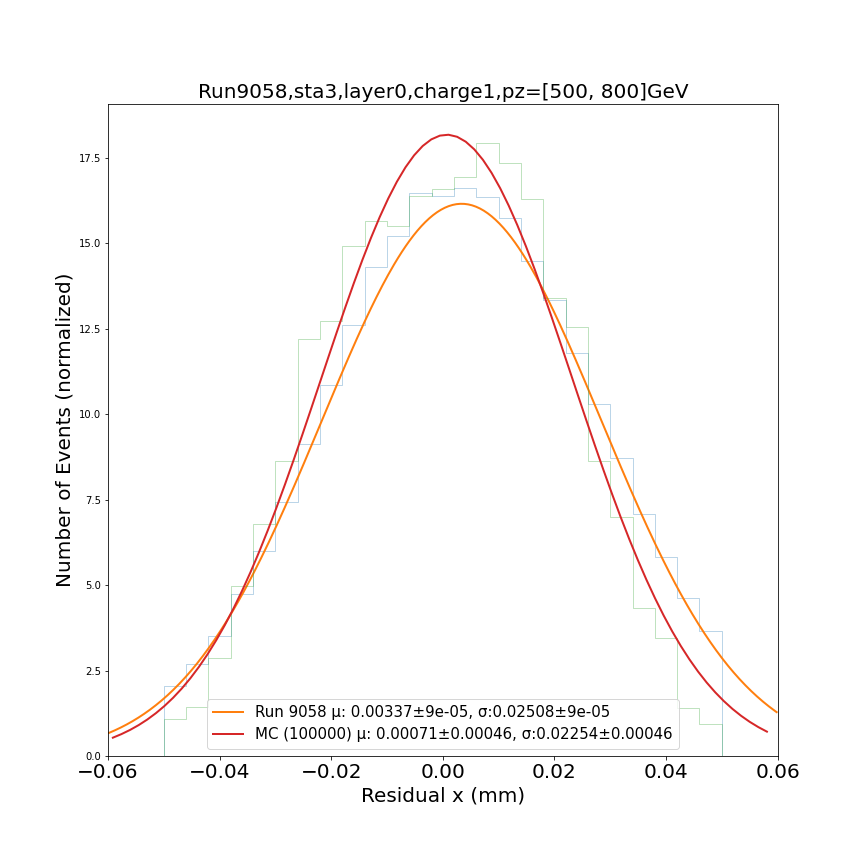 Run9058,sta3,layer0,charge1,pz=[500, 800]GeV
Number of Events (normalized)
17.5
15.0
12.5
10.0
7.5
5.0
2.5
0.0
Run 9058 μ: 0.00337±9e-05, σ:0.02508±9e-05
MC (100000) μ: 0.00071±0.00046, σ:0.02254±0.00046
−0.06 −0.04 −0.02 0.00 0.02 0.04 0.06
Residual x (mm)